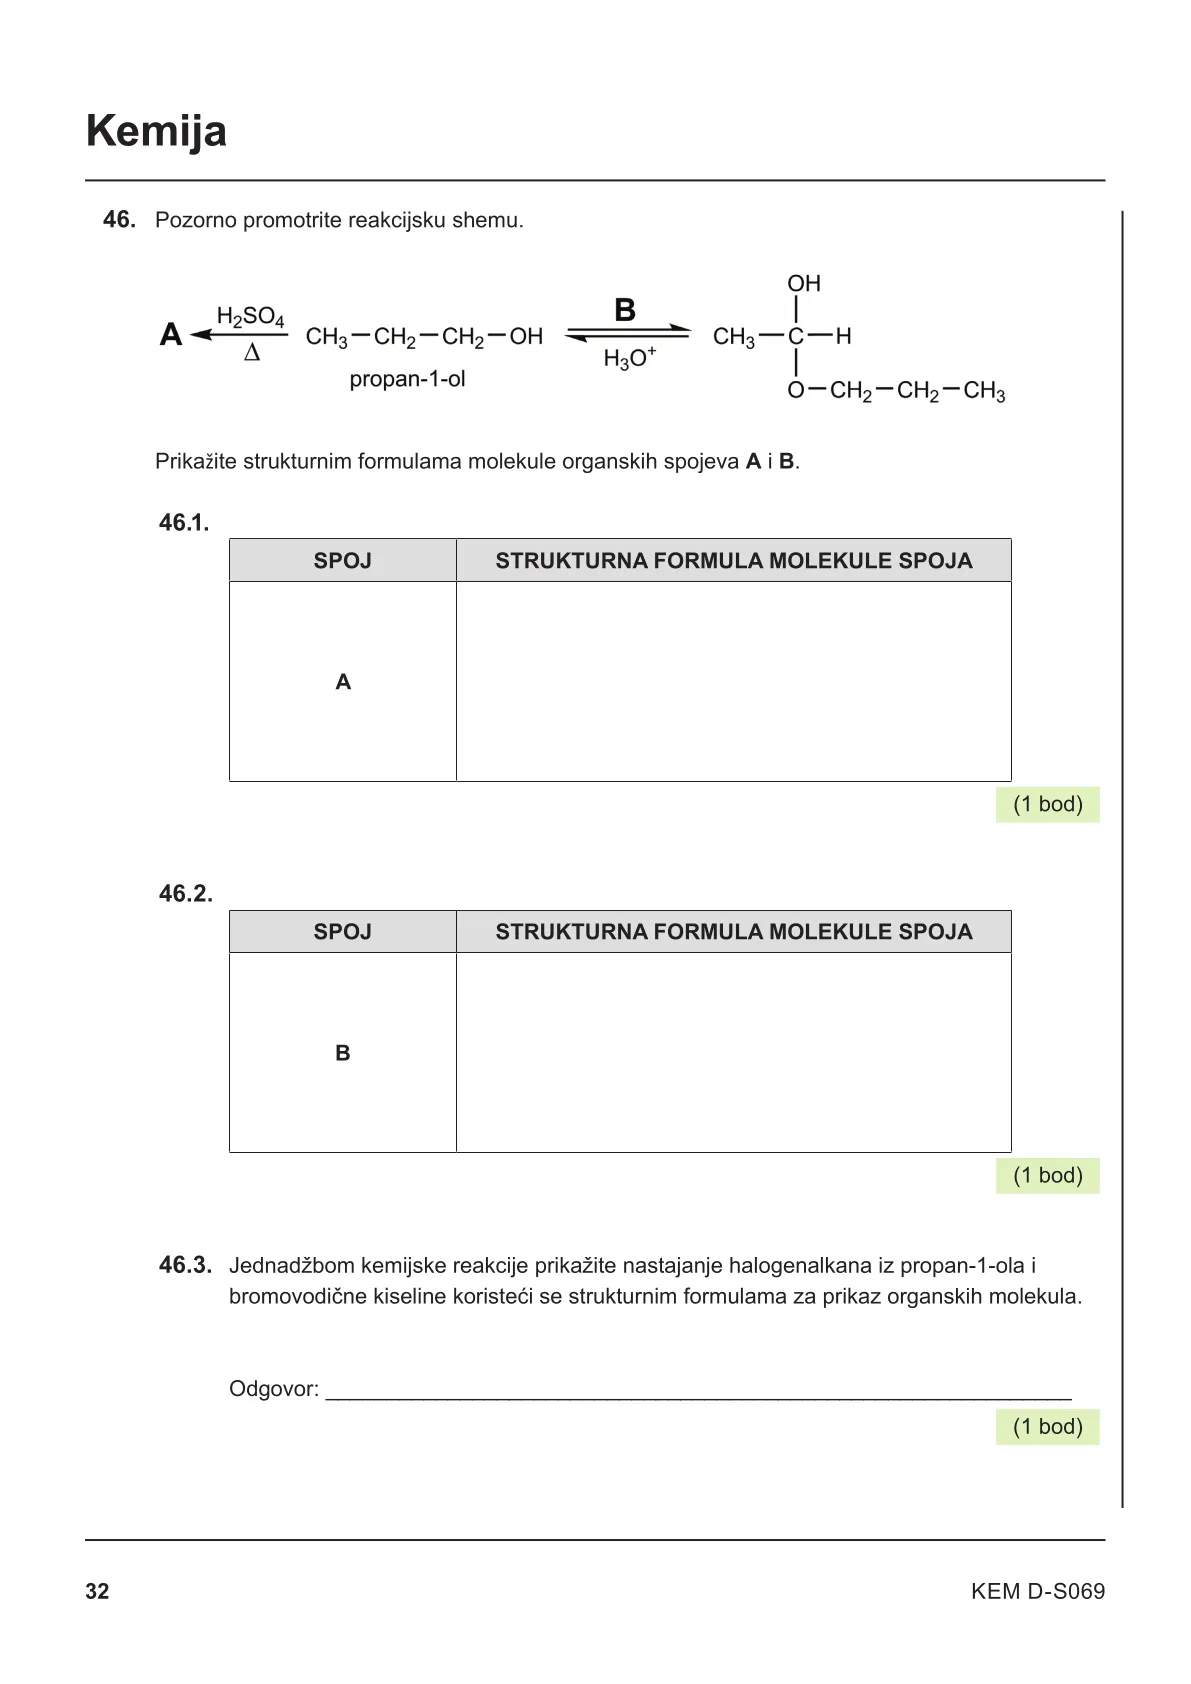 Kemija
46. Pozorno promotrite reakcijsku shemu.
OH
A H₂SO₄ Δ CH₃—CH₂—CH₂—OH B H₃O⁺ CH₃—C—H
propan-1-ol
O—CH₂—CH₂—CH₃
Prikažite strukturnim formulama molekule organskih spojeva A i B.
46.1.
SPOJ STRUKTURNA FORMULA MOLEKULE SPOJA
A
(1 bod)
46.2.
SPOJ STRUKTURNA FORMULA MOLEKULE SPOJA
B
(1 bod)
46.3. Jednadžbom kemijske reakcije prikažite nastajanje halogenalkana iz propan-1-ola i
bromovodične kiseline koristeći se strukturnim formulama za prikaz organskih molekula.
Odgovor: ______________________________________________________________
(1 bod)
32 KEM D-S069